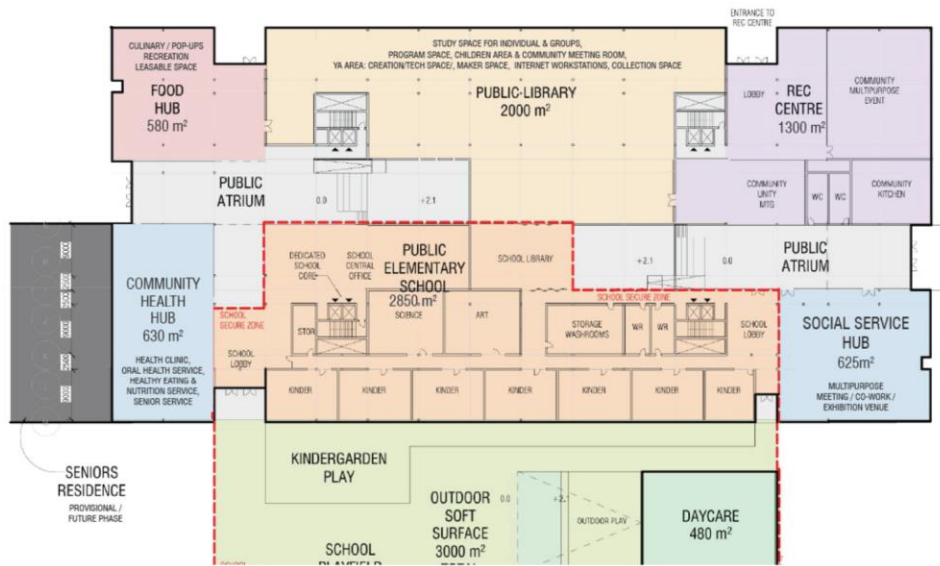 ENTRANCE TO
REC CENTRE
CULINARY / POP-UPS
RECREATION
LEASABLE SPACE
FOOD
HUB
580 m²
STUDY SPACE FOR INDIVIDUAL & GROUPS,
PROGRAM SPACE, CHILDREN AREA & COMMUNITY MEETING ROOM,
YA AREA: CREATION/TECH SPACE/, MAKER SPACE, INTERNET WORKSTATIONS, COLLECTION SPACE
PUBLIC LIBRARY
2000 m²
LOBBY
REC
CENTRE
1300 m²
COMMUNITY
MULTIPURPOSE
EVENT
PUBLIC
ATRIUM
0.0
+2.1
COMMUNITY
UNITY
MTG
WC
WC
COMMUNITY
KITCHEN
COMMUNITY
HEALTH
HUB
630 m²
HEALTH CLINIC,
ORAL HEALTH SERVICE,
HEALTHY EATING &
NUTRITION SERVICE,
SENIOR SERVICE
DEDICATED
SCHOOL
CORE
SCHOOL
CENTRAL
OFFICE
PUBLIC
ELEMENTARY
SCHOOL
2850 m²
SCHOOL LIBRARY
+2.1
0.0
PUBLIC
ATRIUM
SCHOOL
SECURE ZONE
STOR
SCIENCE
ART
SCHOOL SECURE ZONE
STORAGE
WASHROOMS
WR
WR
SCHOOL
LOBBY
SCHOOL
LOBBY
SOCIAL SERVICE
HUB
625m²
MULTIPURPOSE
MEETING / CO-WORK /
EXHIBITION VENUE
KINDER
KINDER
KINDER
KINDER
KINDER
KINDER
KINDER
SENIORS
RESIDENCE
PROVISIONAL /
FUTURE PHASE
KINDERGARDEN
PLAY
OUTDOOR
SOFT
SURFACE
3000 m²
0.0
OUTDOOR PLAY
DAYCARE
480 m²
SCHOOL